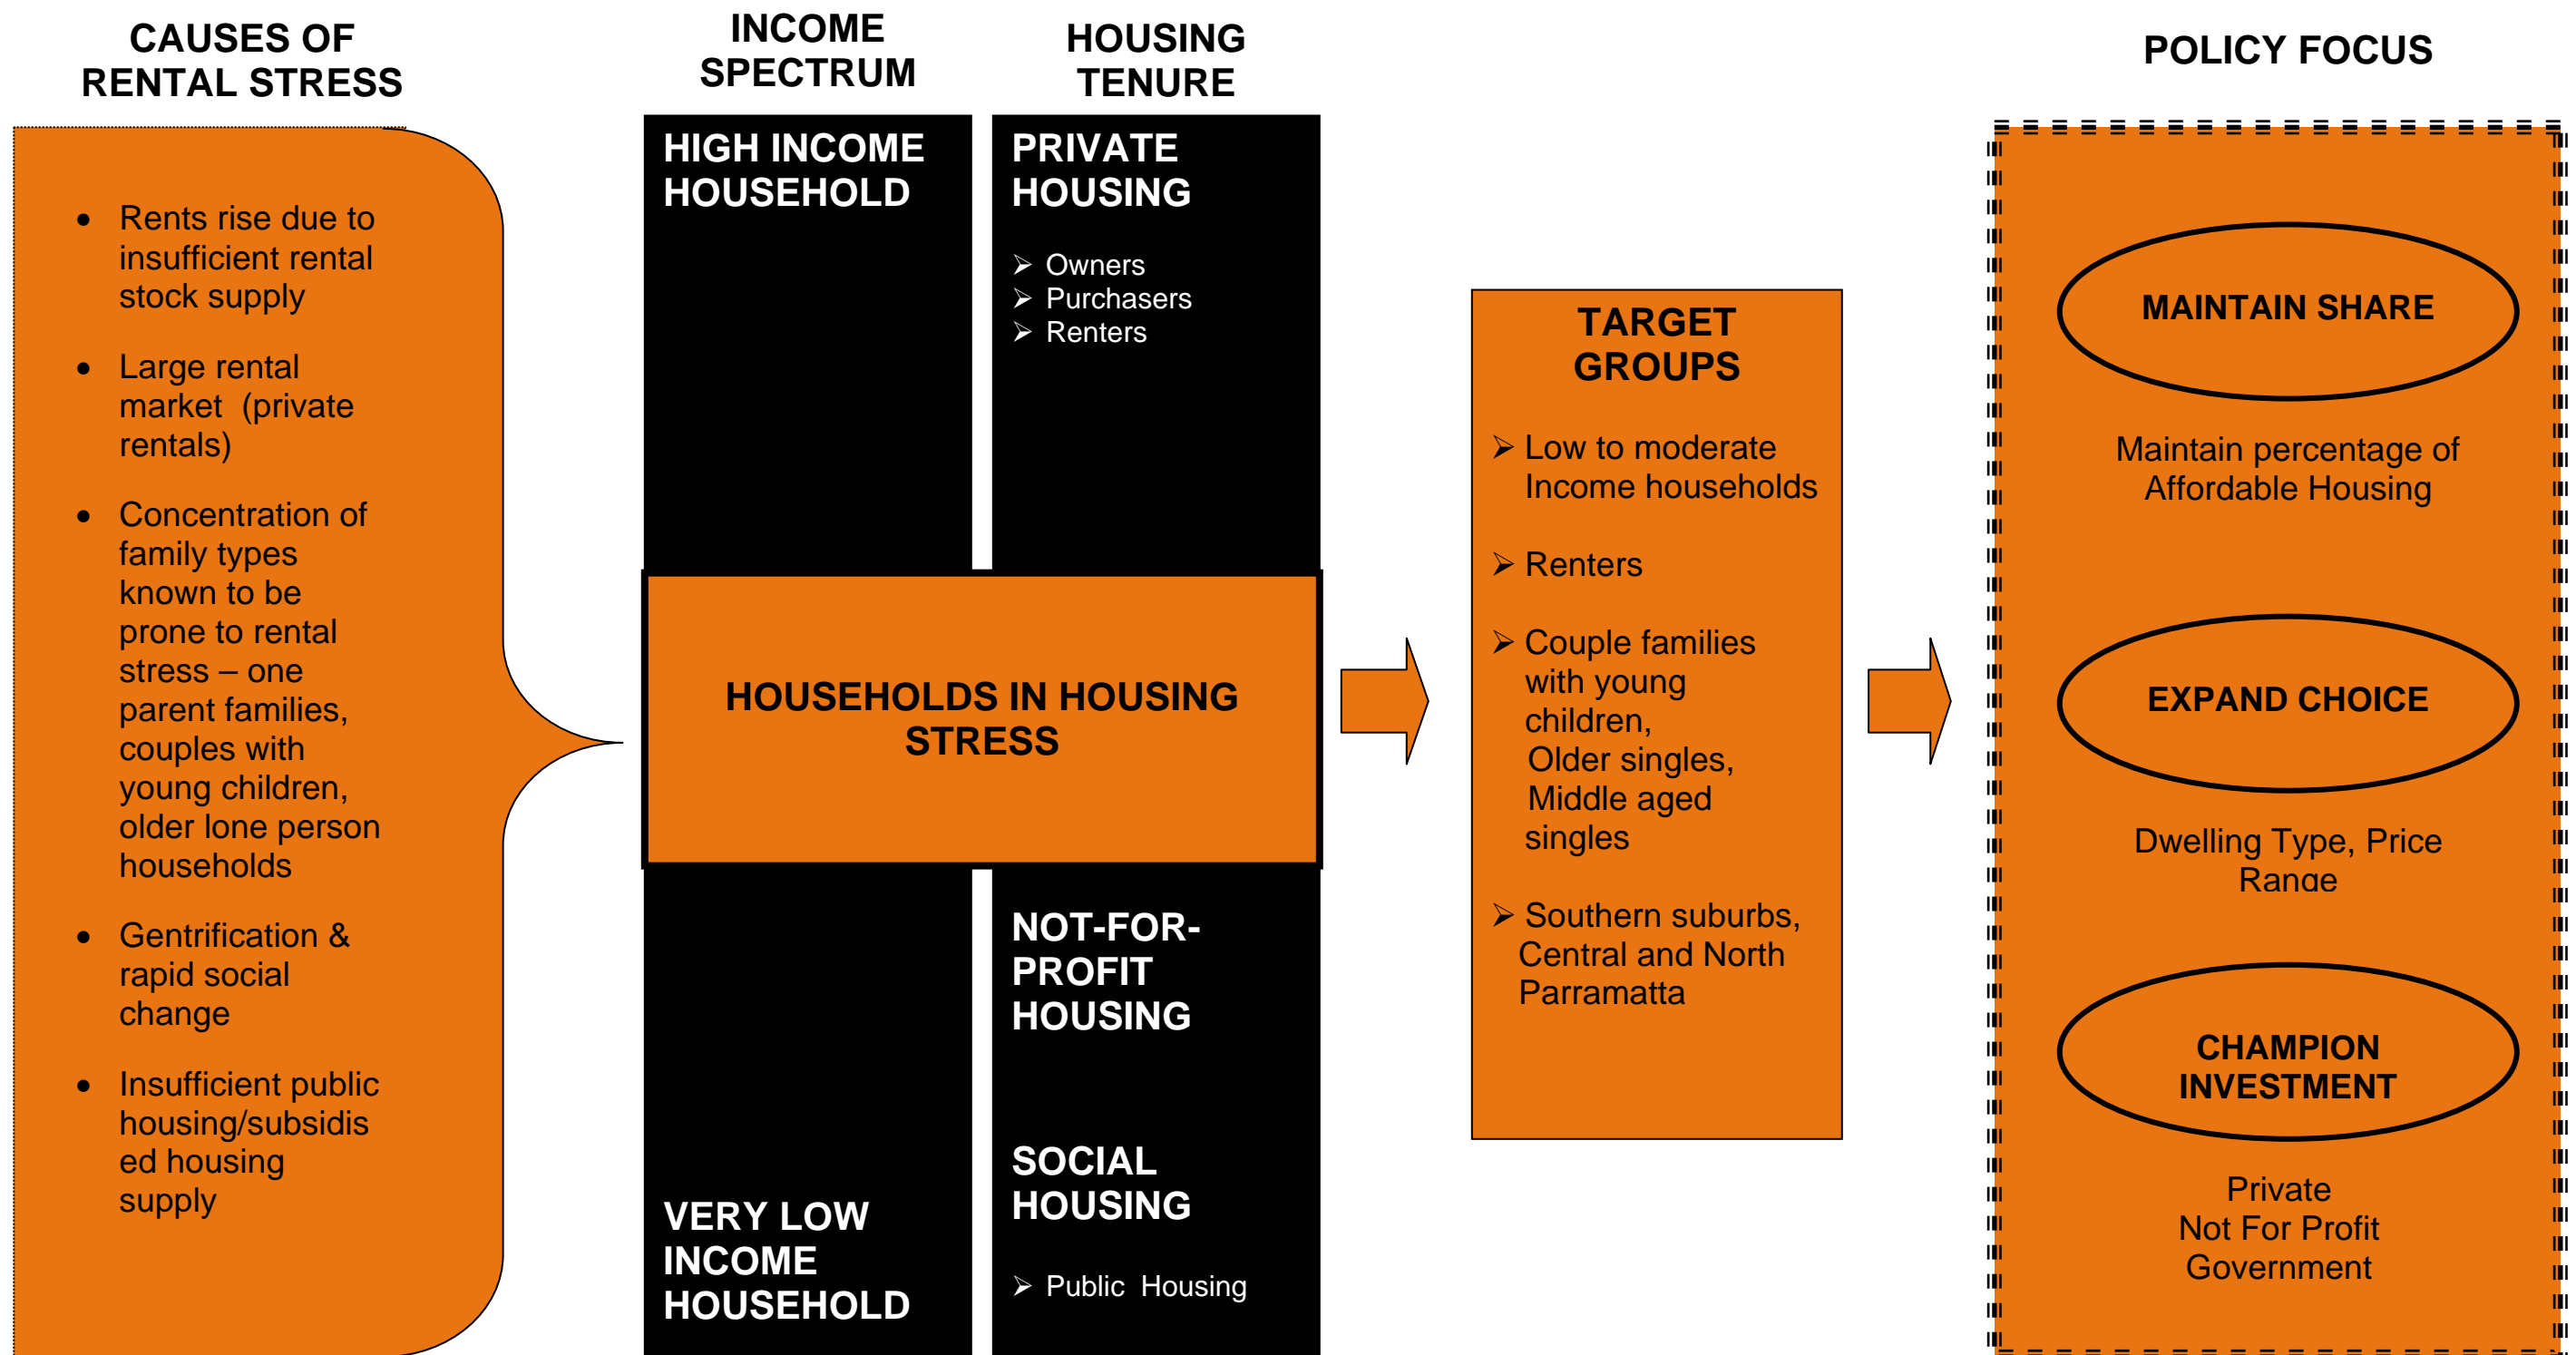 CAUSES OF
RENTAL STRESS
• Rents rise due to
insufficient rental
stock supply
• Large rental
market  (private
rentals)
• Concentration of
family types
known to be
prone to rental
stress – one
parent families,
couples with
young children,
older lone person
households
• Gentrification &
rapid social
change
• Insufficient public
housing/subsidis
ed housing
supply
INCOME
SPECTRUM
HIGH INCOME
HOUSEHOLD
VERY LOW
INCOME
HOUSEHOLD
HOUSING
TENURE
PRIVATE
HOUSING
➢ Owners
➢ Purchasers
➢ Renters
HOUSEHOLDS IN HOUSING
STRESS
NOT-FOR-
PROFIT
HOUSING
SOCIAL
HOUSING
➢ Public  Housing
TARGET
GROUPS
➢ Low to moderate
Income households
➢ Renters
➢ Couple families
with young
children,
Older singles,
Middle aged
singles
➢ Southern suburbs,
Central and North
Parramatta
POLICY FOCUS
MAINTAIN SHARE
Maintain percentage of
Affordable Housing
EXPAND CHOICE
Dwelling Type, Price
Range
CHAMPION
INVESTMENT
Private
Not For Profit
Government